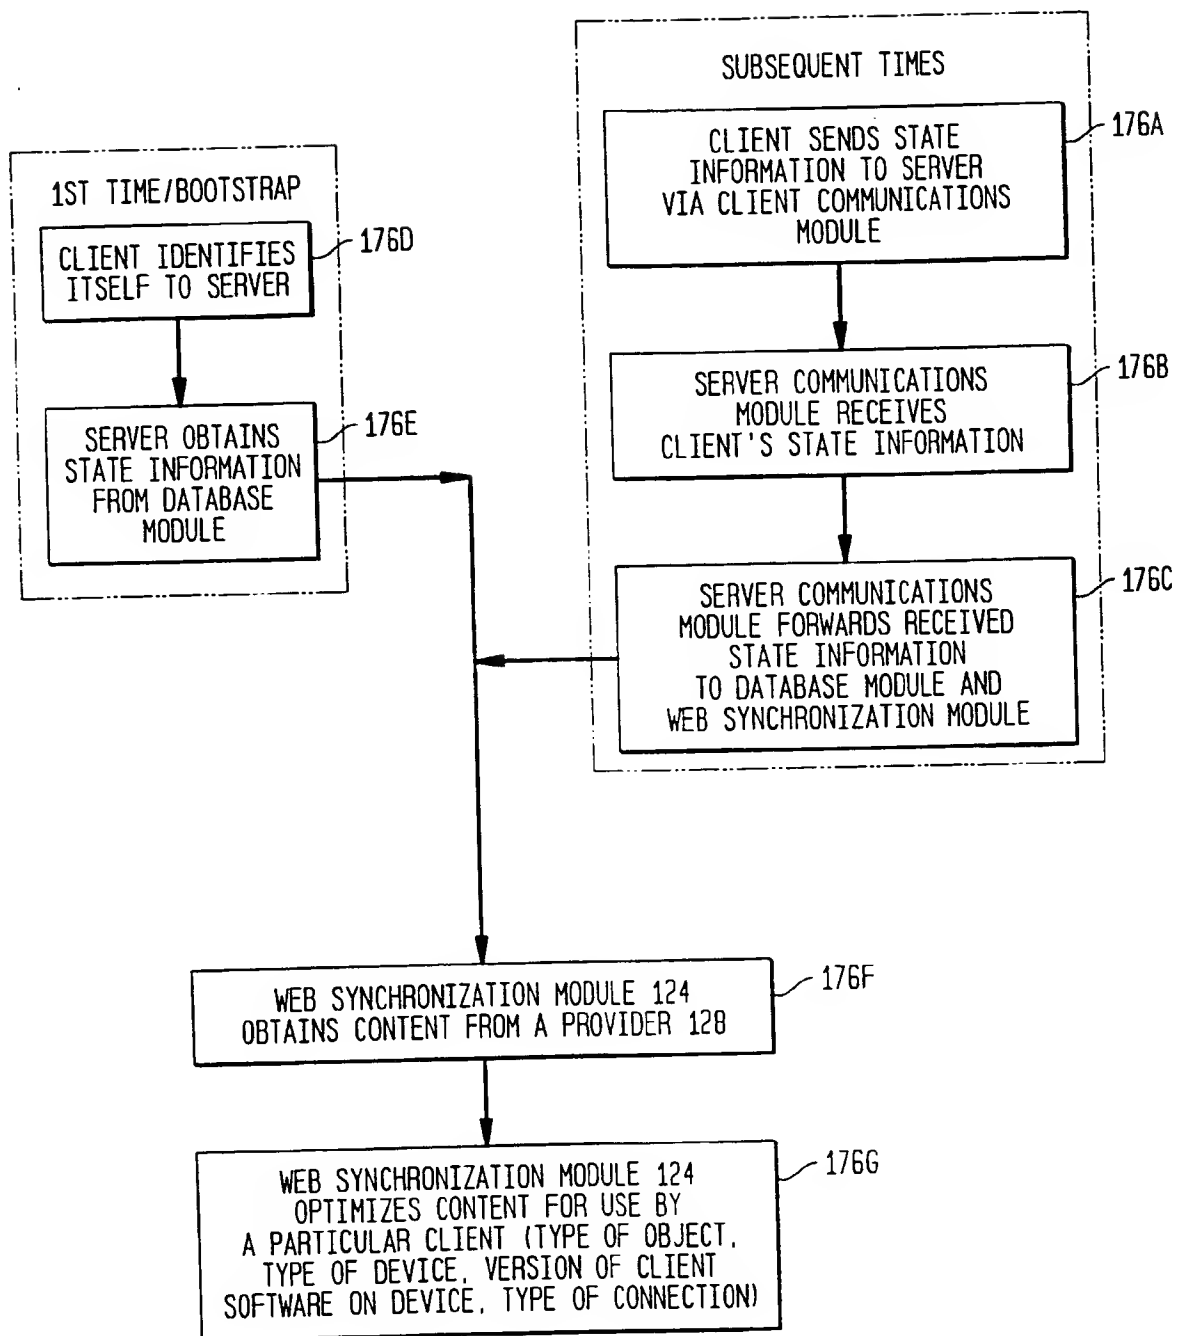 1ST TIME/BOOTSTRAP
CLIENT IDENTIFIES
ITSELF TO SERVER
176D
SERVER OBTAINS
STATE INFORMATION
FROM DATABASE
MODULE
176E
SUBSEQUENT TIMES
CLIENT SENDS STATE
INFORMATION TO SERVER
VIA CLIENT COMMUNICATIONS
MODULE
176A
SERVER COMMUNICATIONS
MODULE RECEIVES
CLIENT'S STATE INFORMATION
176B
SERVER COMMUNICATIONS
MODULE FORWARDS RECEIVED
STATE INFORMATION
TO DATABASE MODULE AND
WEB SYNCHRONIZATION MODULE
176C
WEB SYNCHRONIZATION MODULE 124
OBTAINS CONTENT FROM A PROVIDER 128
176F
WEB SYNCHRONIZATION MODULE 124
OPTIMIZES CONTENT FOR USE BY
A PARTICULAR CLIENT (TYPE OF OBJECT,
TYPE OF DEVICE, VERSION OF CLIENT
SOFTWARE ON DEVICE, TYPE OF CONNECTION)
176G